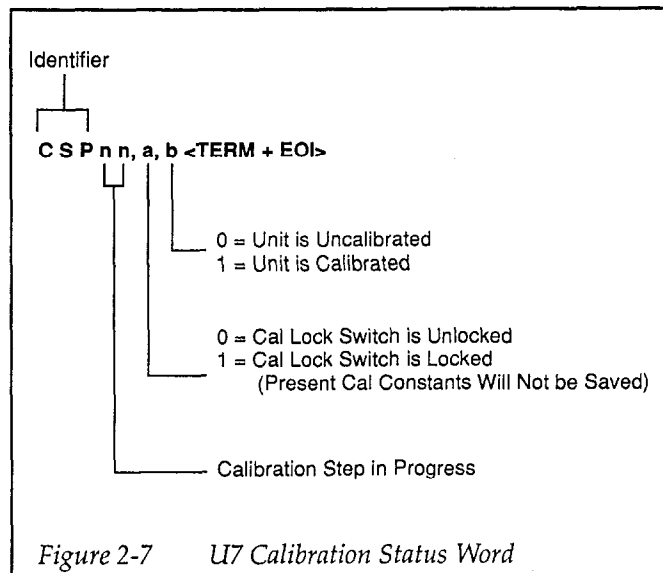 Identifier
C S P n n, a, b <TERM + EOI>
0 = Unit is Uncalibrated
1 = Unit is Calibrated
0 = Cal Lock Switch is Unlocked
1 = Cal Lock Switch is Locked
(Present Cal Constants Will Not be Saved)
Calibration Step in Progress
Figure 2-7 U7 Calibration Status Word